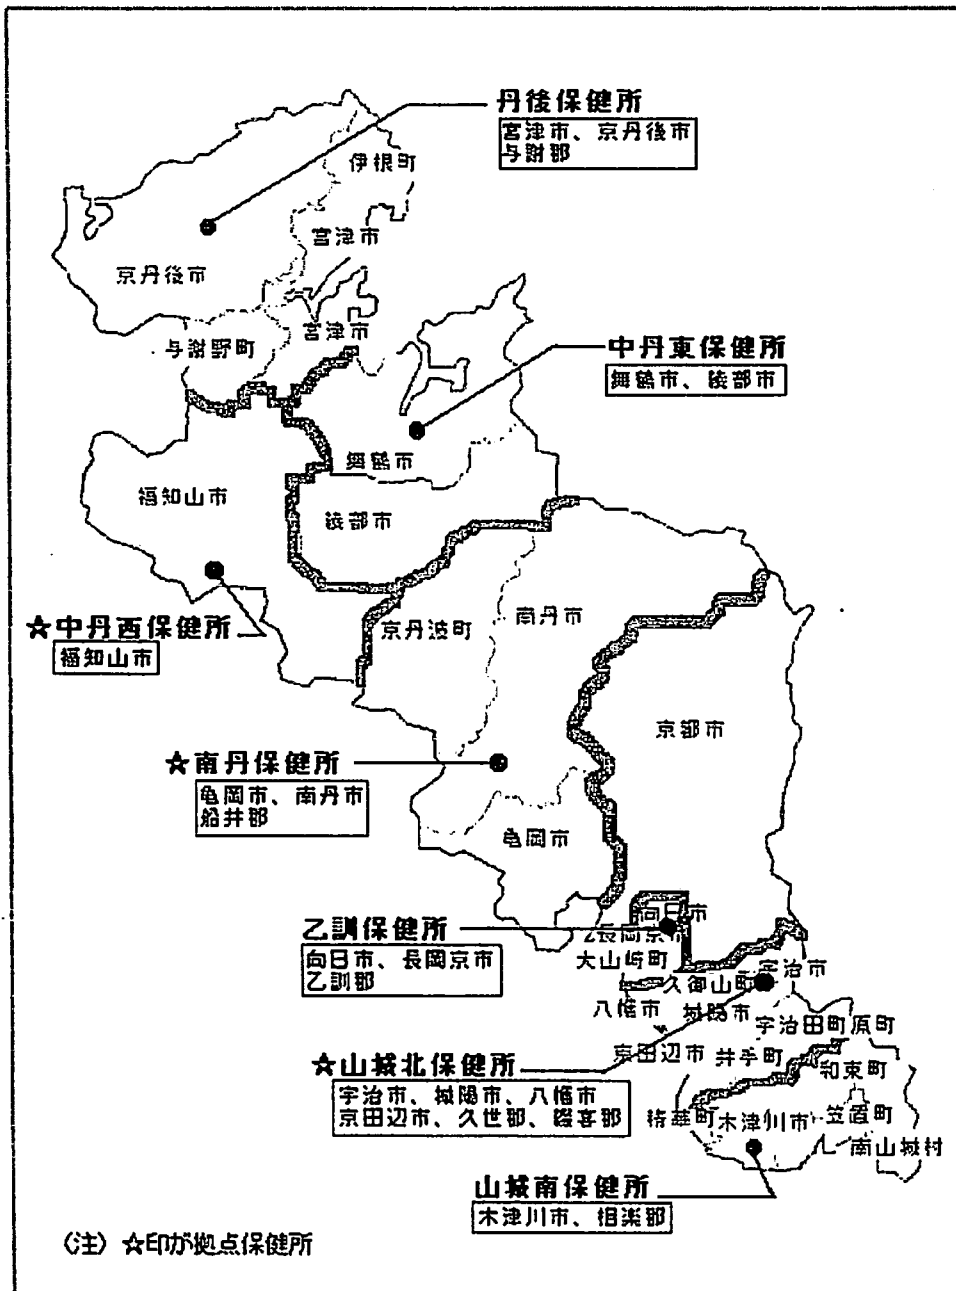 丹後保健所
宮津市、京丹後市
与謝郡
伊根町
宮津市
京丹後市
宮津市
与謝野町
中丹東保健所
舞鶴市、綾部市
舞鶴市
福知山市
綾部市
☆中丹西保健所
福知山市
京丹波町
南丹市
京都市
☆南丹保健所
亀岡市、南丹市
船井郡
亀岡市
乙訓保健所
向日市、長岡京市
乙訓郡
向日市
長岡京市
大山崎町
宇治市
久御山町
八幡市
城陽市
宇治田原町
京田辺市
井手町
☆山城北保健所
宇治市、城陽市、八幡市
京田辺市、久世郡、綴喜郡
和束町
精華町
木津川市
笠置町
南山城村
山城南保健所
木津川市、相楽郡
(注) ☆印が拠点保健所